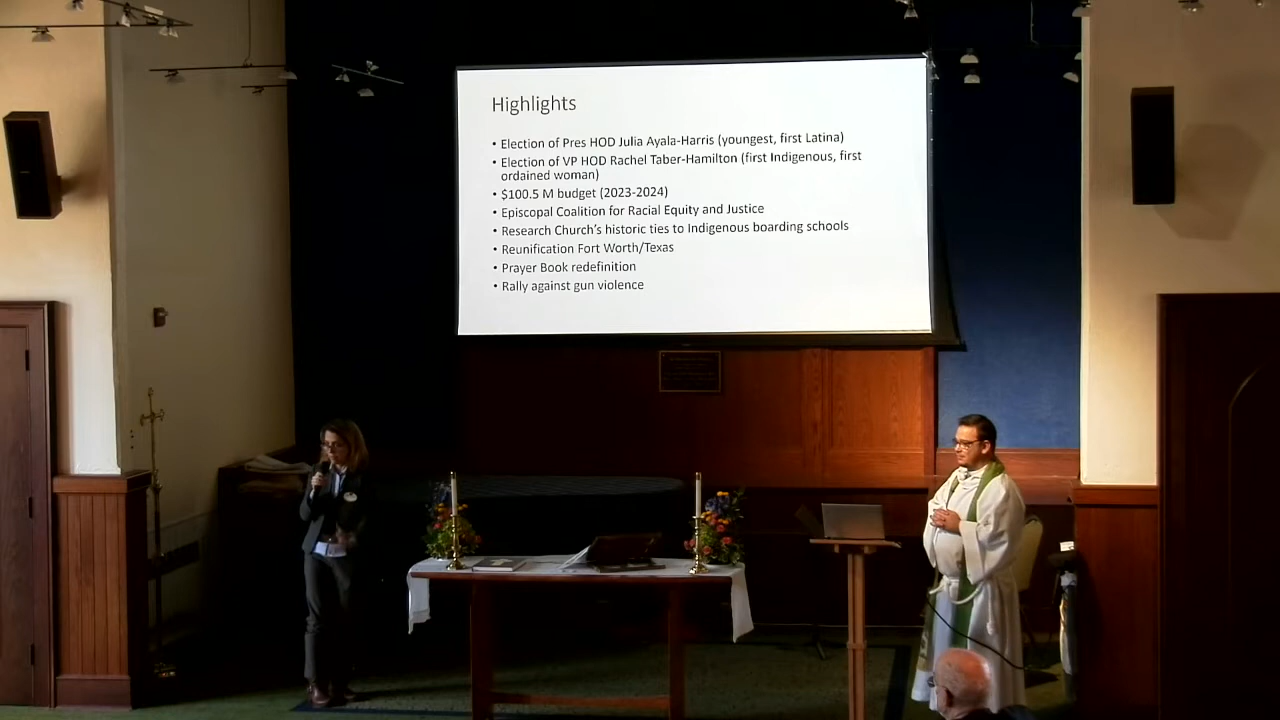 Highlights
• Election of Pres HOD Julia Ayala-Harris (youngest, first Latina)
• Election of VP HOD Rachel Taber-Hamilton (first Indigenous, first
ordained woman)
• $100.5 M budget (2023-2024)
• Episcopal Coalition for Racial Equity and Justice
• Research Church's historic ties to Indigenous boarding schools
• Reunification Fort Worth/Texas
• Prayer Book redefinition
• Rally against gun violence